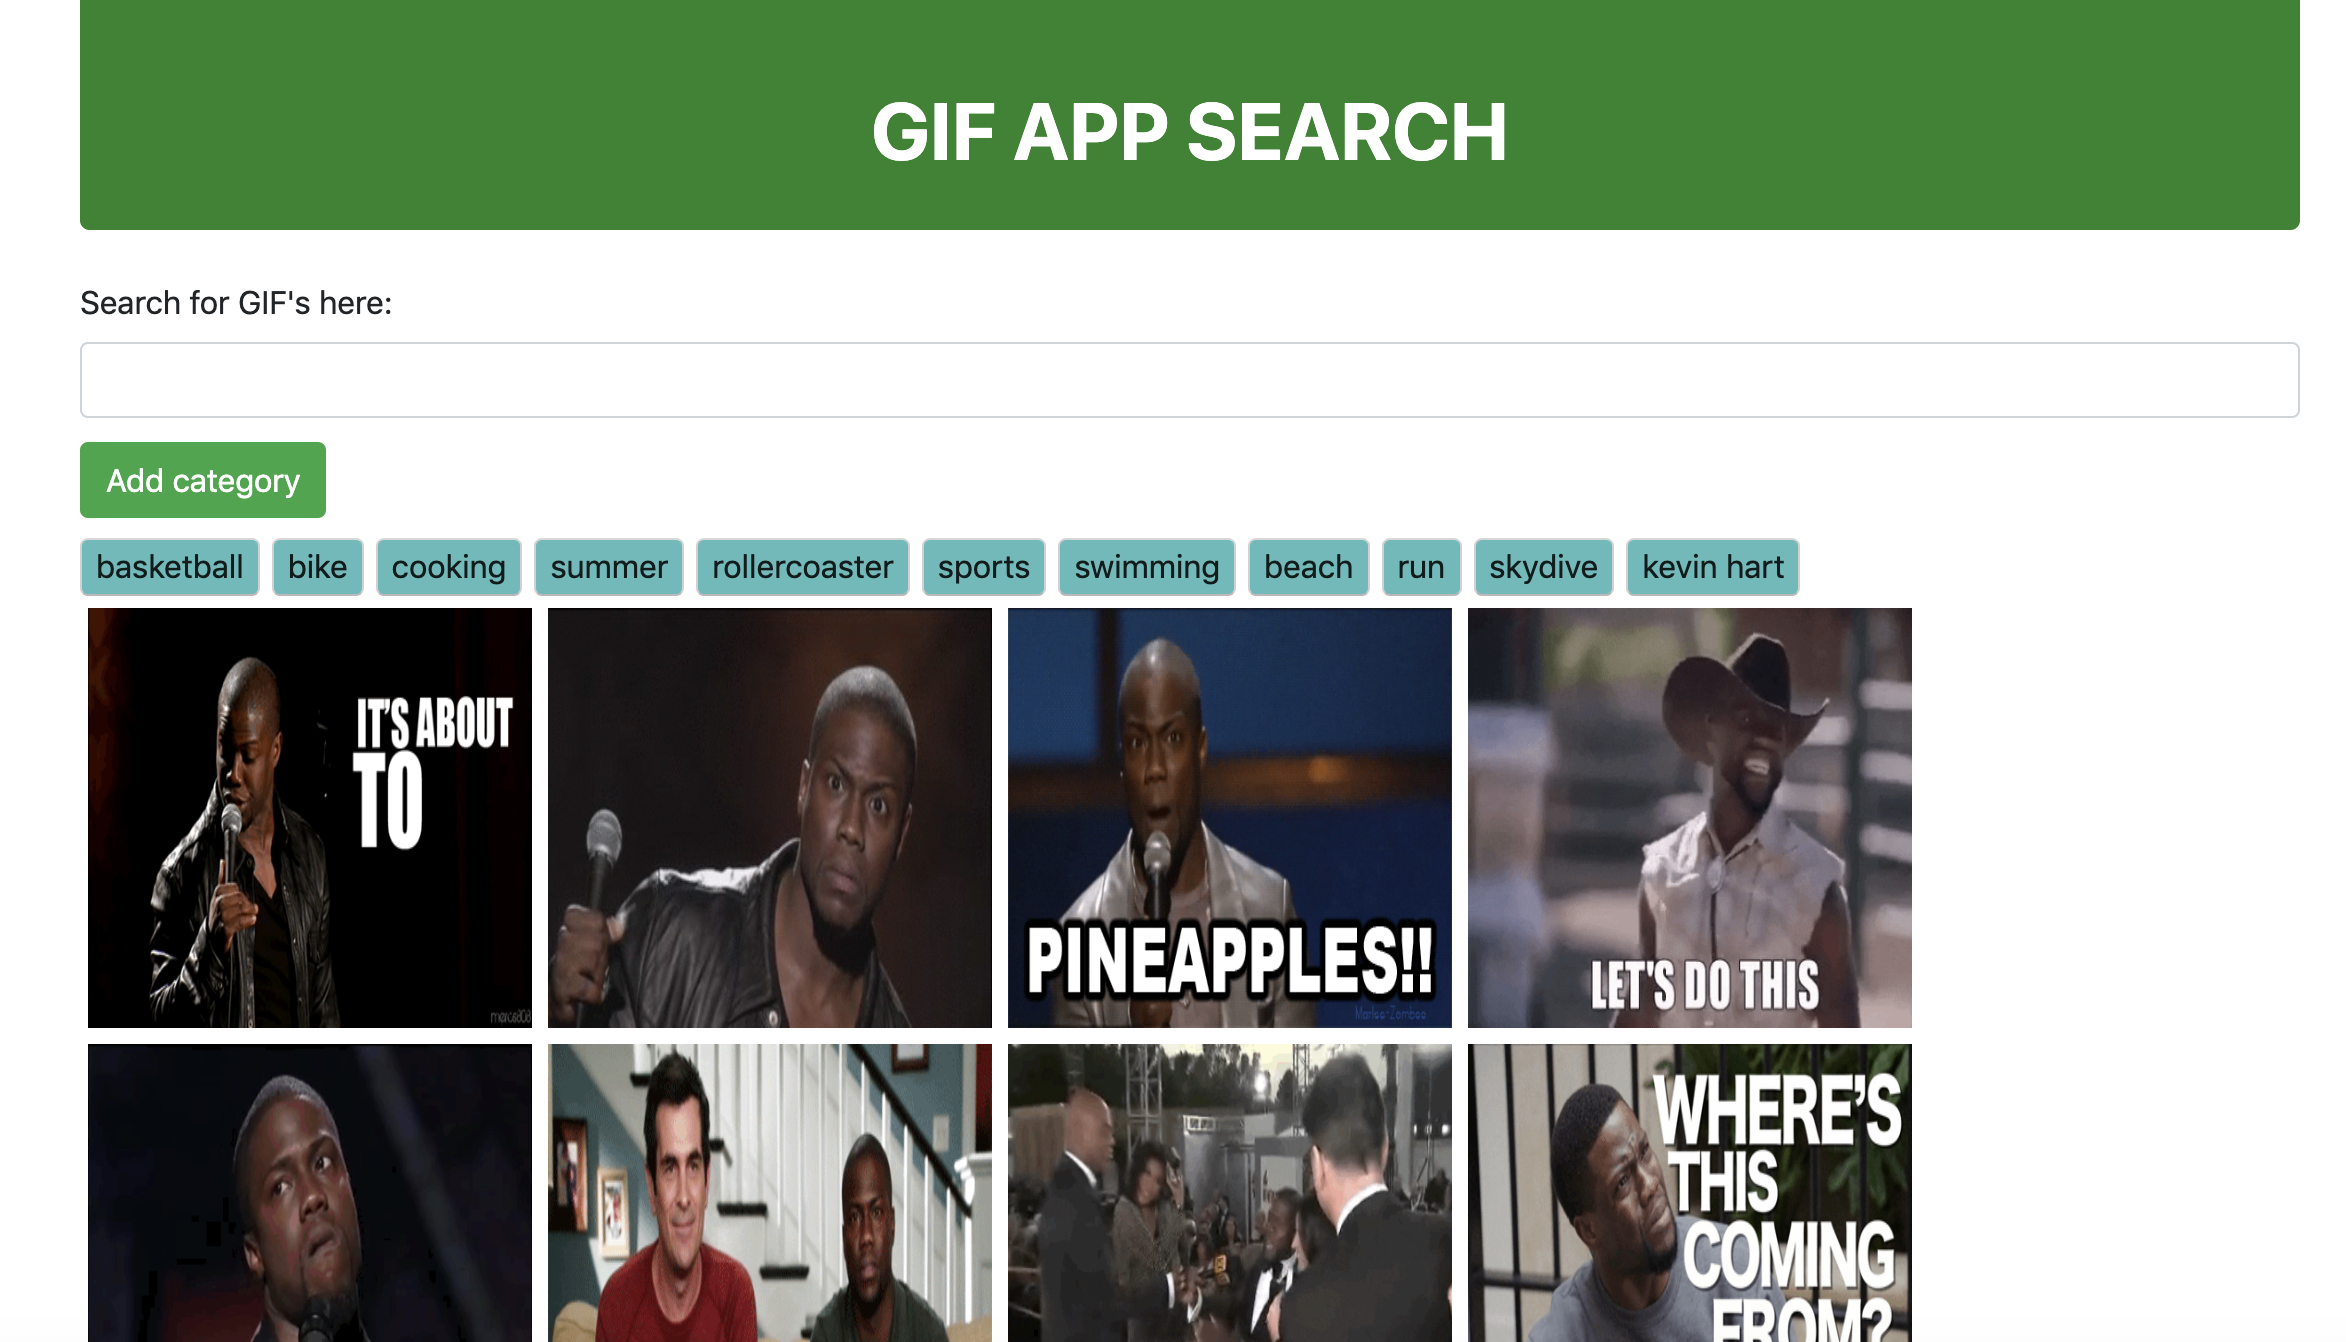 GIF APP SEARCH
Search for GIF's here:
Add category
basketball bike cooking summer rollercoaster sports swimming beach run skydive kevin hart
IT'S ABOUT
TO
PINEAPPLES!!
LET'S DO THIS
WHERE'S
THIS
COMING
FROM?